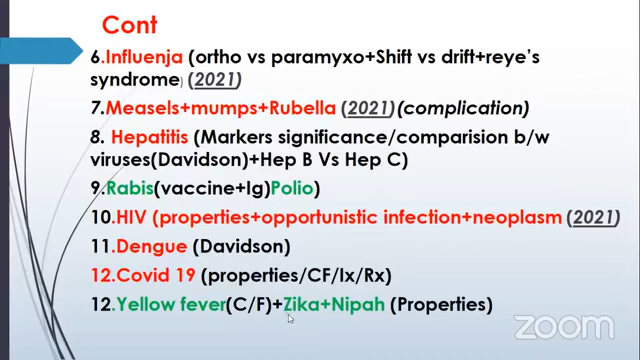 Cont
6.Influenja (ortho vs paramyxo+Shift vs drift+reye's
syndrome) (2021)
7.Measels+mumps+Rubella (2021)(complication)
8. Hepatitis (Markers significance/comparision b/w
viruses(Davidson)+Hep B Vs Hep C)
9.Rabis(vaccine+Ig)Polio)
10.HIV (properties+opportunistic infection+neoplasm (2021)
11.Dengue (Davidson)
12.Covid 19 (properties/CF/Ix/Rx)
12.Yellow fever(C/F)+Zika+Nipah (Properties)
zoom